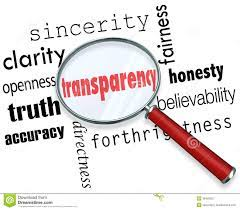 sincerity
clarity
fairness
openness
transparency
honesty
truth
believability
accuracy
forthrightness
directness